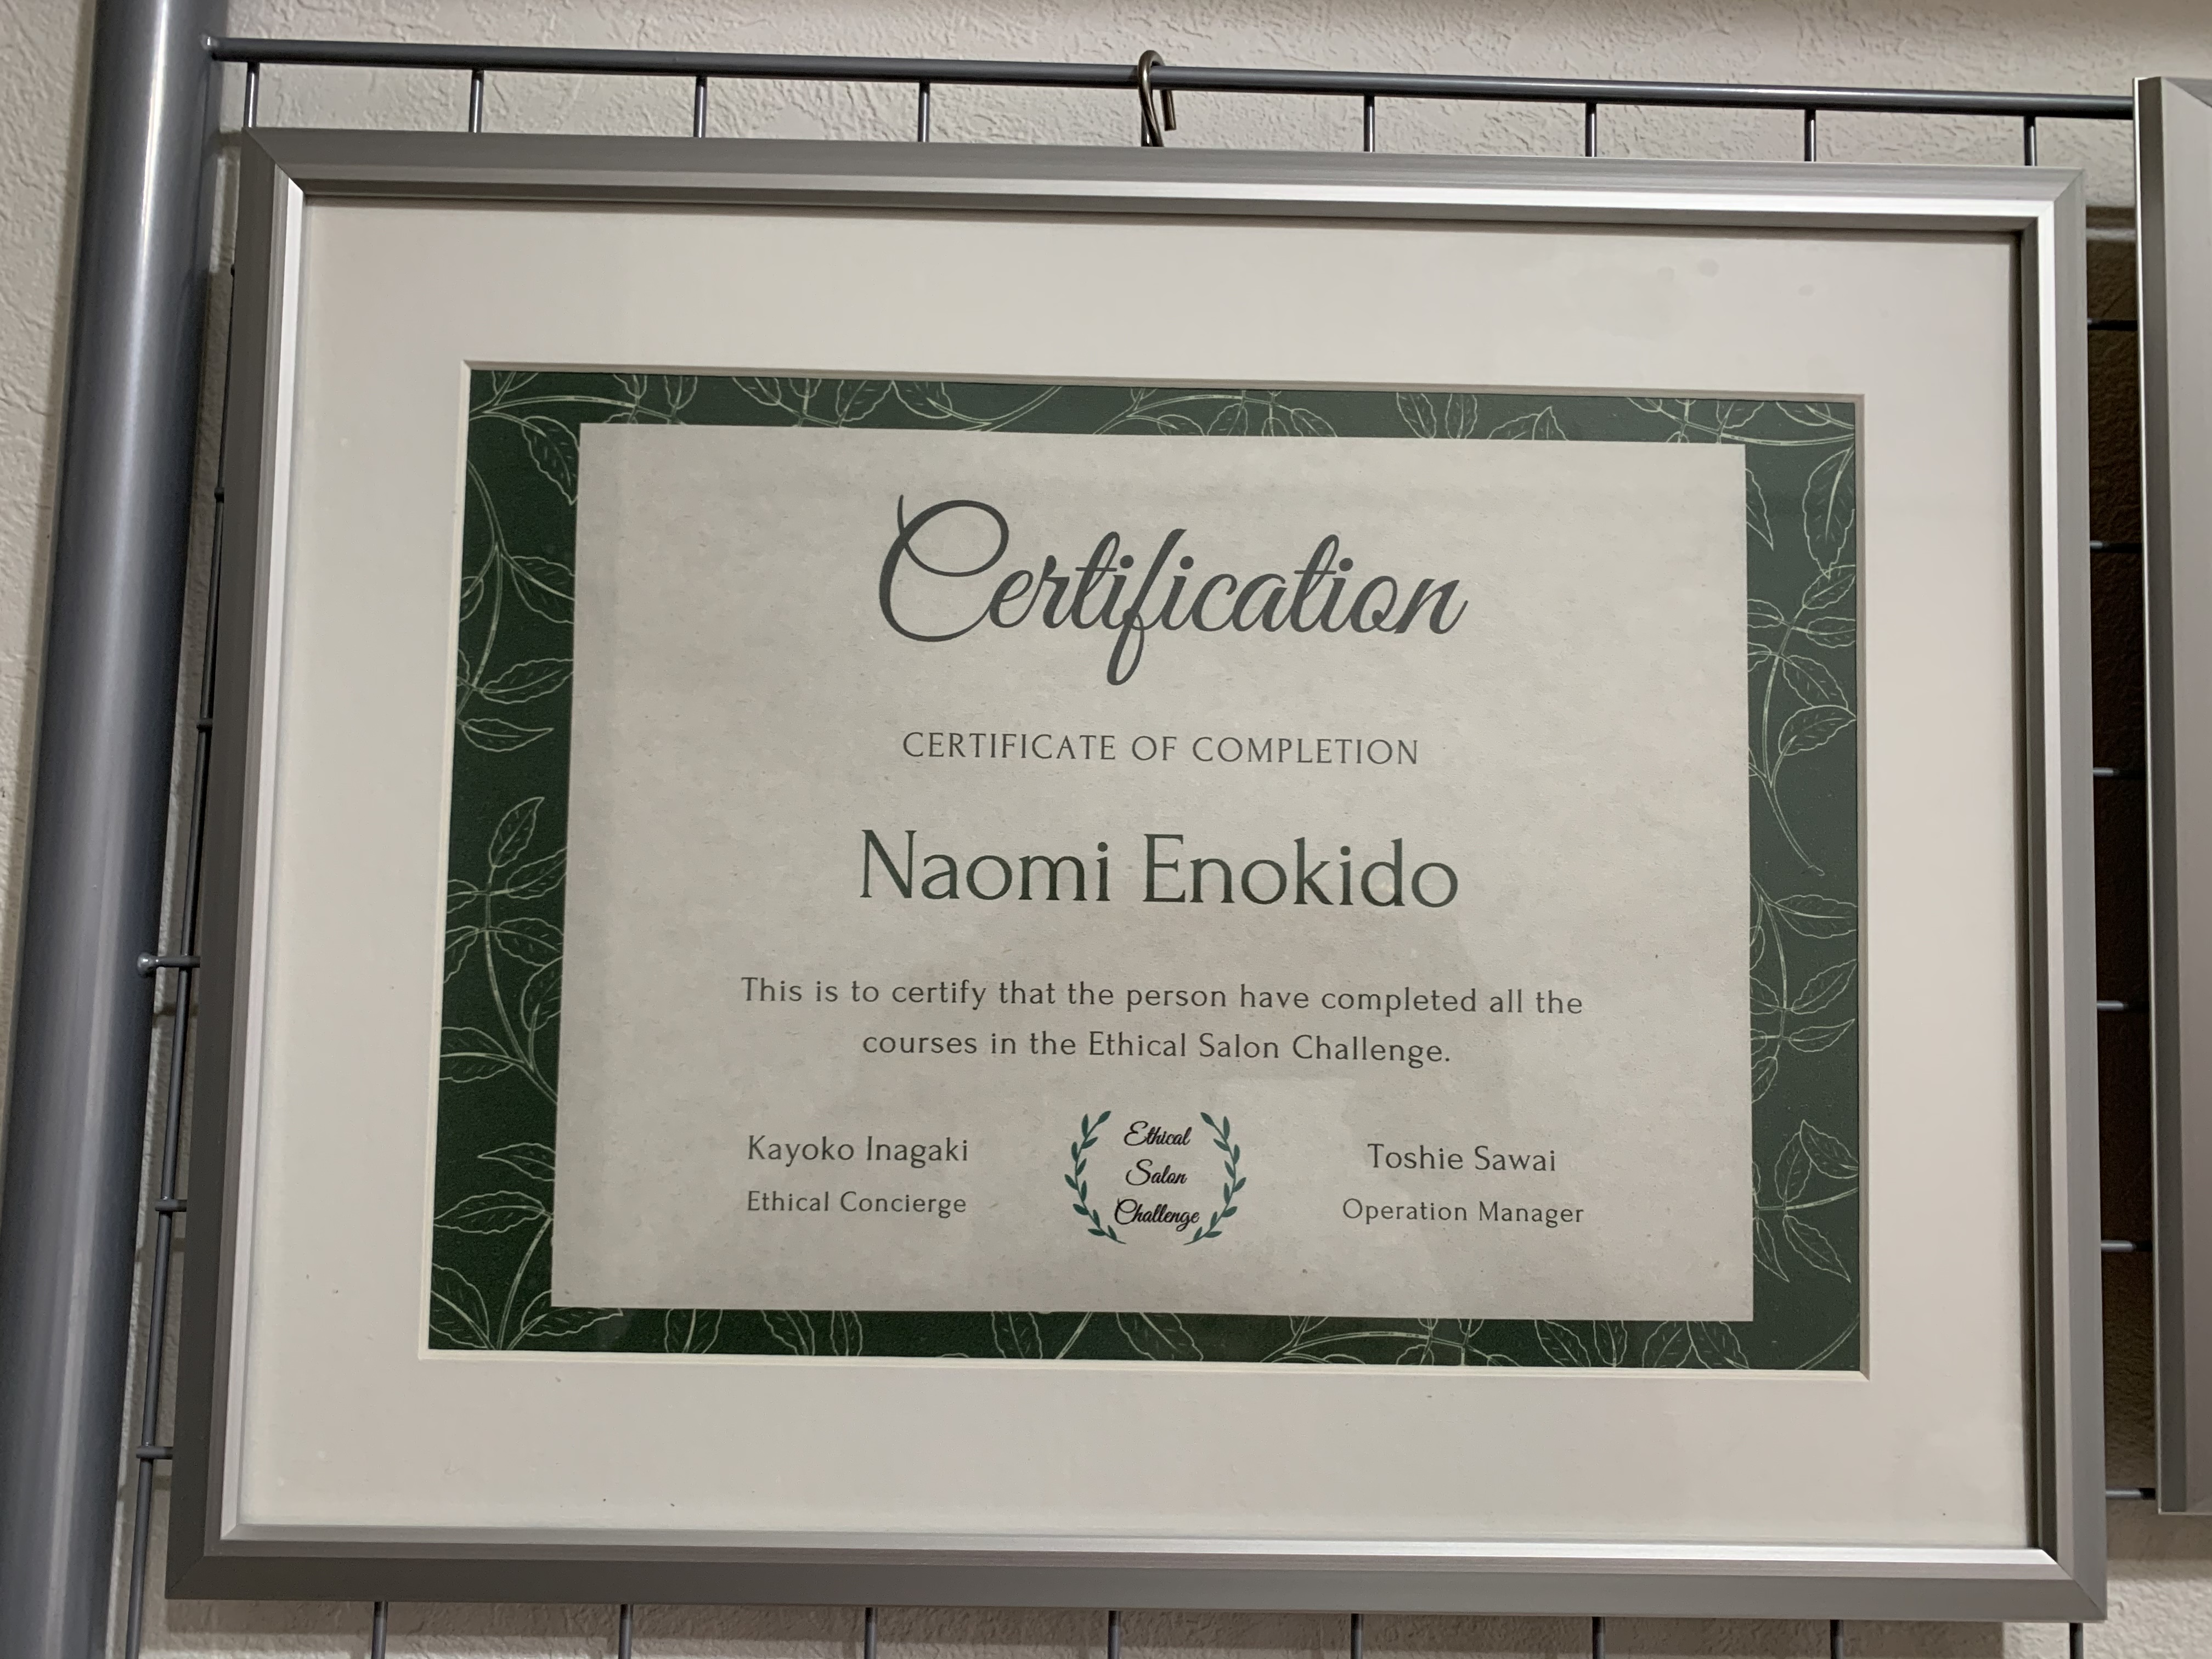 Certification
CERTIFICATE OF COMPLETION
Naomi Enokido
This is to certify that the person have completed all the
courses in the Ethical Salon Challenge.
Kayoko Inagaki
Ethical Concierge
Ethical
Salon
Challenge
Toshie Sawai
Operation Manager